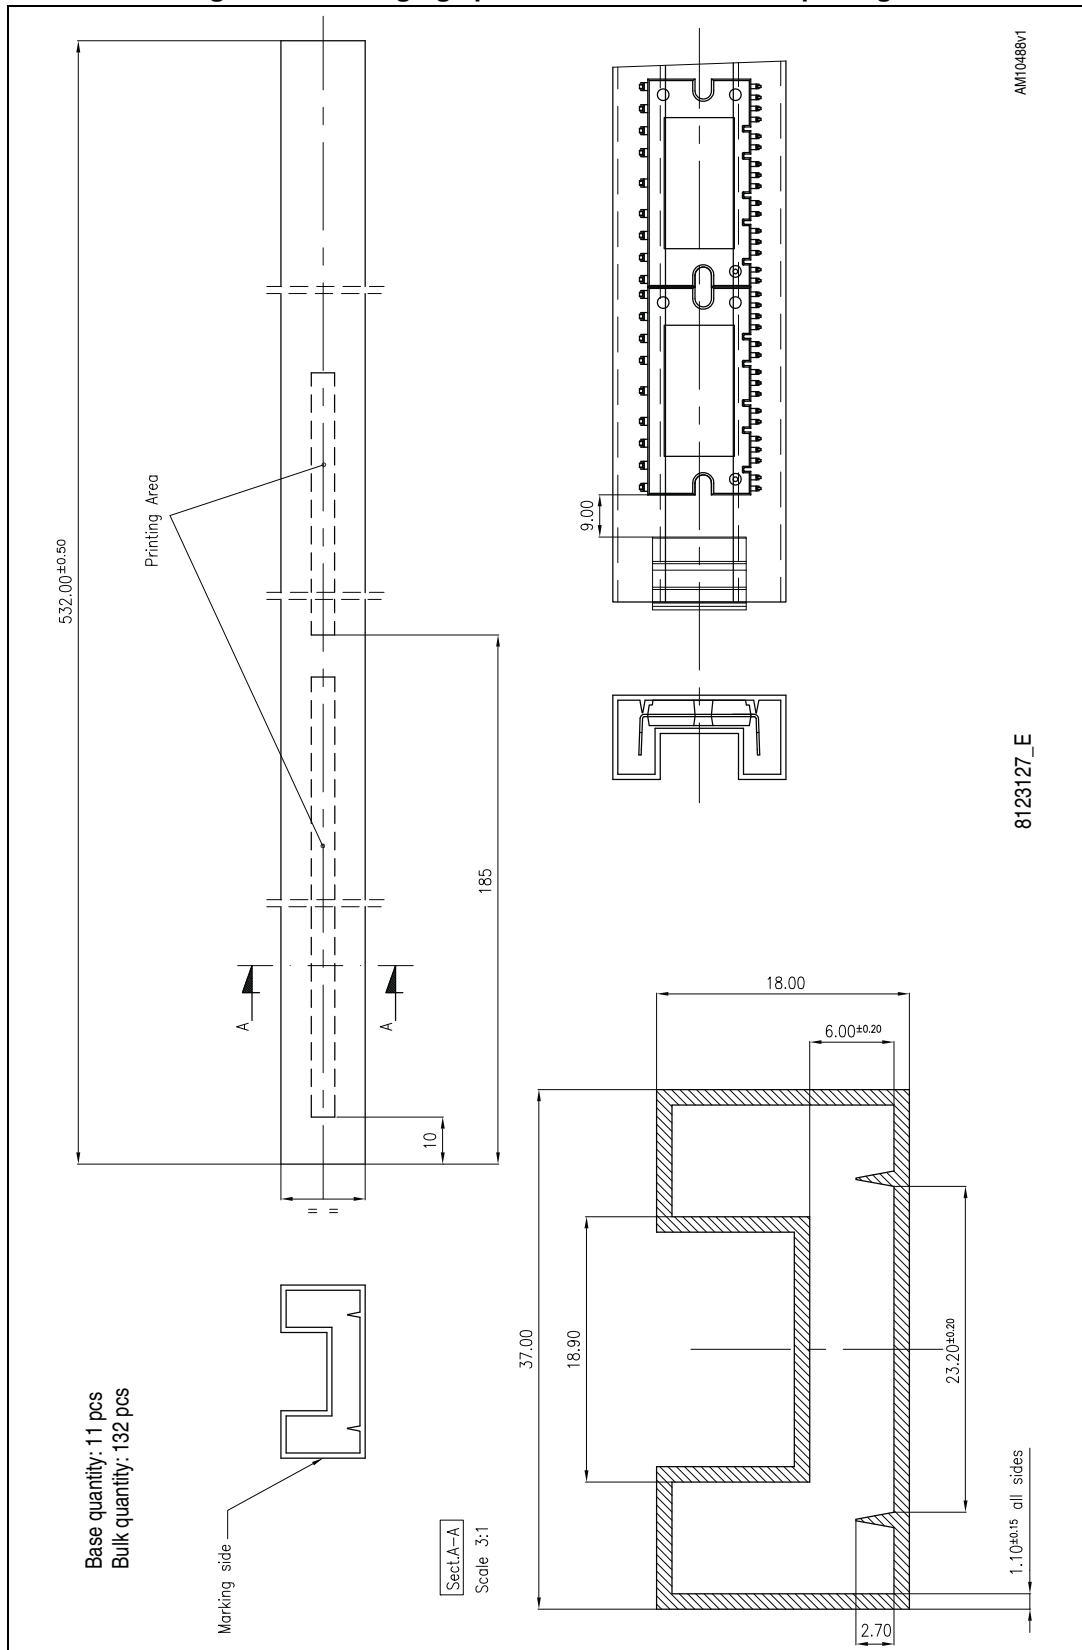 Base quantity: 11 pcs
Bulk quantity: 132 pcs
Marking side
532.00±0.50
Printing Area
A
A
10
185
= =
Sect.A-A
Scale 3:1
37.00
18.90
18.00
6.00±0.20
23.20±0.20
2.70
1.10±0.15 all sides
9.00
8123127_E
AM10488v1